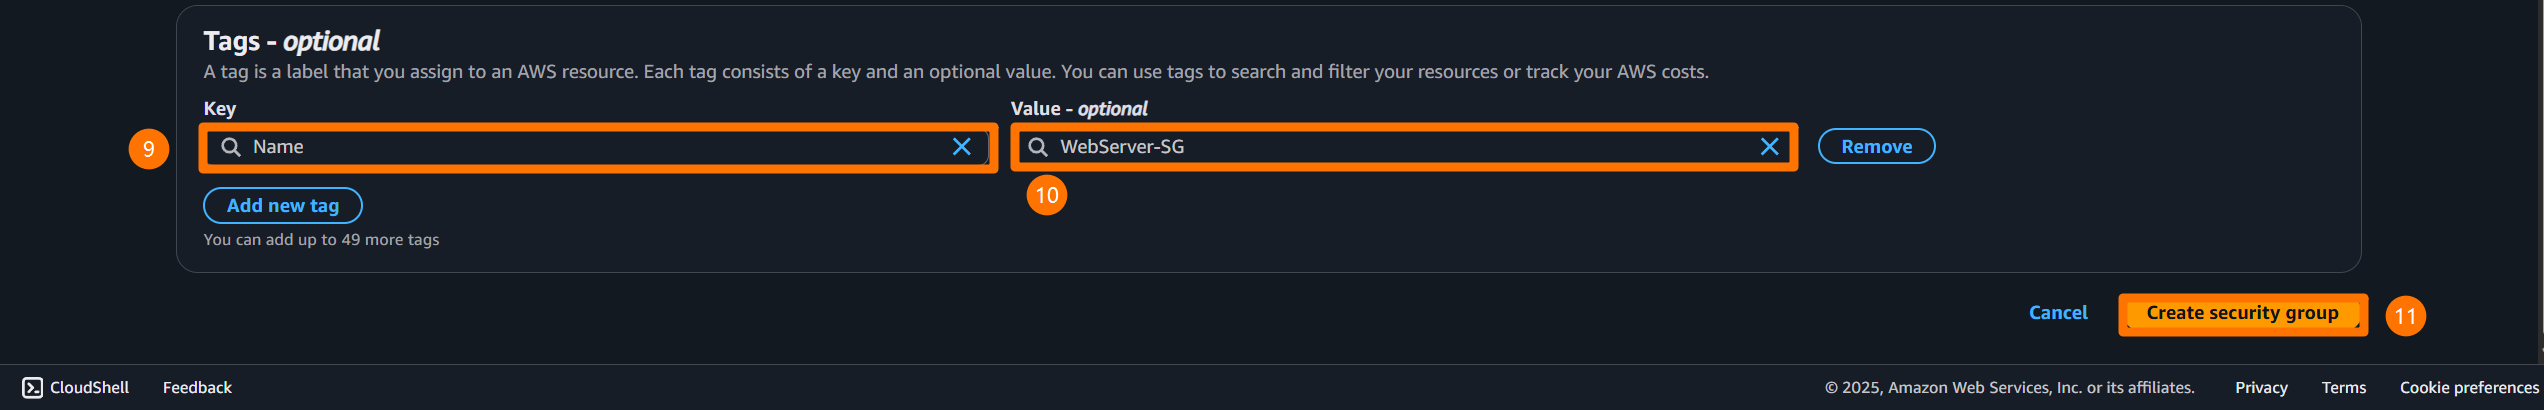 Tags - optional
A tag is a label that you assign to an AWS resource. Each tag consists of a key and an optional value. You can use tags to search and filter your resources or track your AWS costs.
Key
Value - optional
9
Name
WebServer-SG
Remove
10
Add new tag
You can add up to 49 more tags
Cancel
Create security group
11
CloudShell
Feedback
© 2025, Amazon Web Services, Inc. or its affiliates.
Privacy
Terms
Cookie preferences